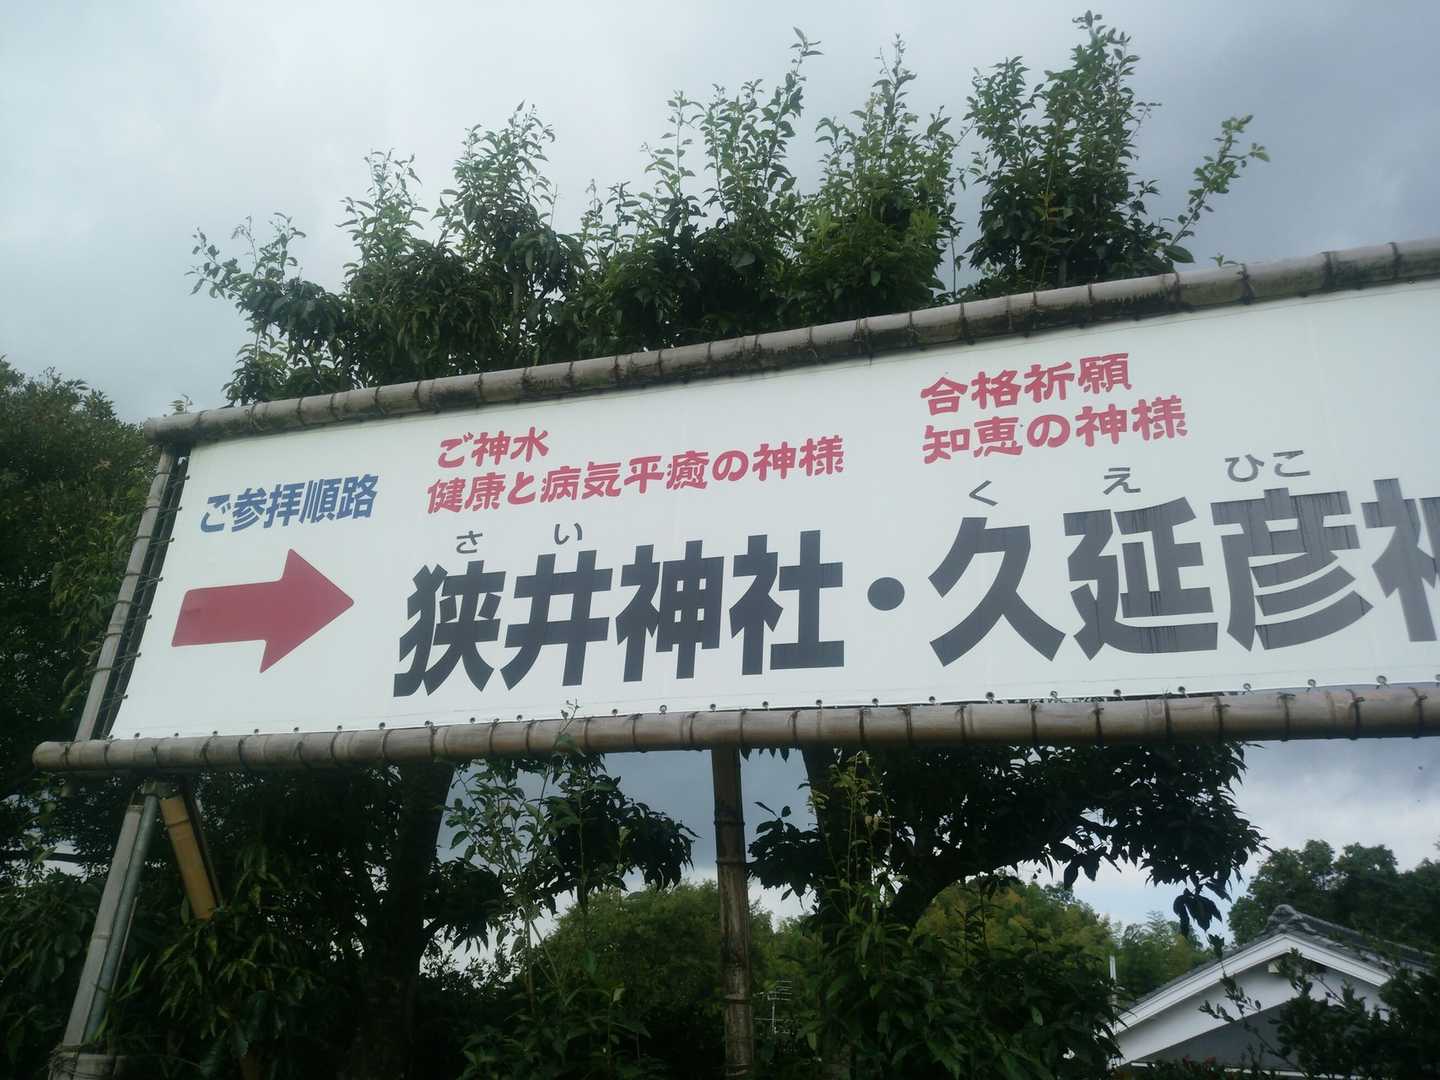 ご参拝順路
ご神水
健康と病気平癒の神様
合格祈願
知恵の神様
さい くえ ひこ
狭井神社・久延彦神